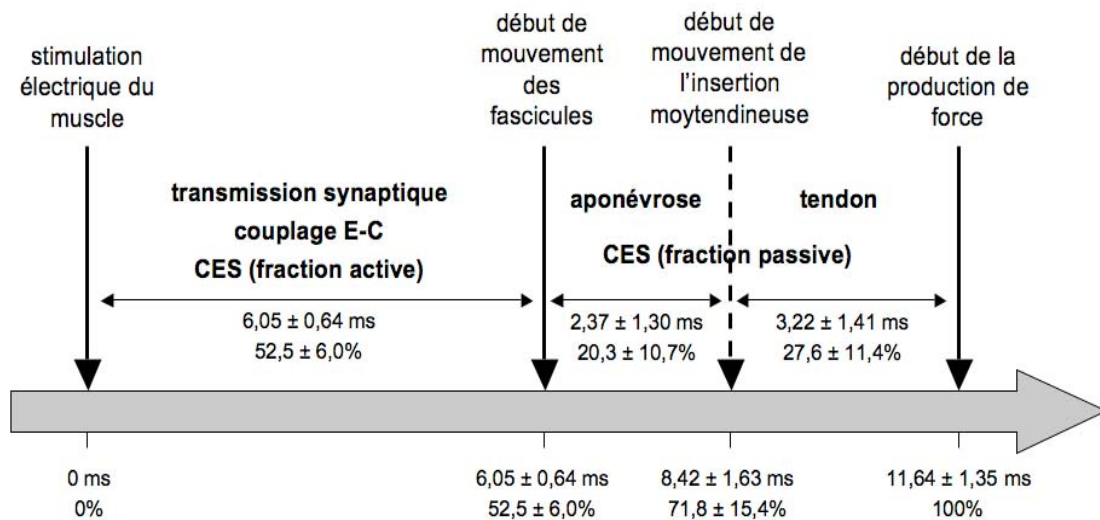 stimulation
électrique du
muscle
début de
mouvement
des
fascicules
début de
mouvement de
l'insertion
moytendineuse
début de la
production de
force
transmission synaptique
couplage E-C
CES (fraction active)
aponévrose
tendon
CES (fraction passive)
6,05 ± 0,64 ms
52,5 ± 6,0%
2,37 ± 1,30 ms
20,3 ± 10,7%
3,22 ± 1,41 ms
27,6 ± 11,4%
0 ms
0%
6,05 ± 0,64 ms
52,5 ± 6,0%
8,42 ± 1,63 ms
71,8 ± 15,4%
11,64 ± 1,35 ms
100%